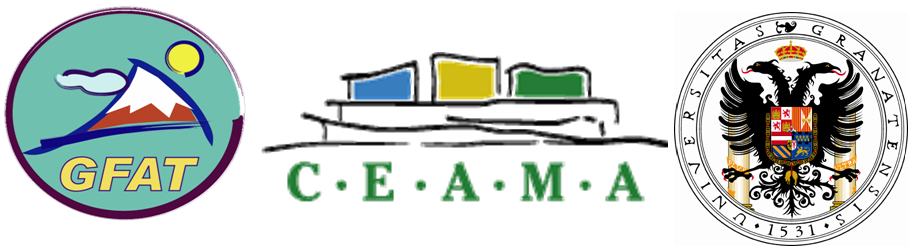 GFAT
C·E·A·M·A
UNIVERSITAS GRANATENSIS · 1531 ·